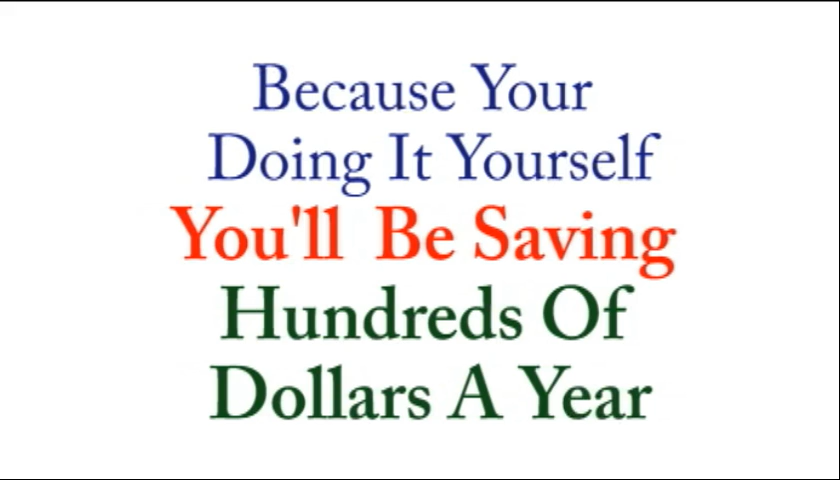 Because Your
Doing It Yourself
You'll Be Saving
Hundreds Of
Dollars A Year